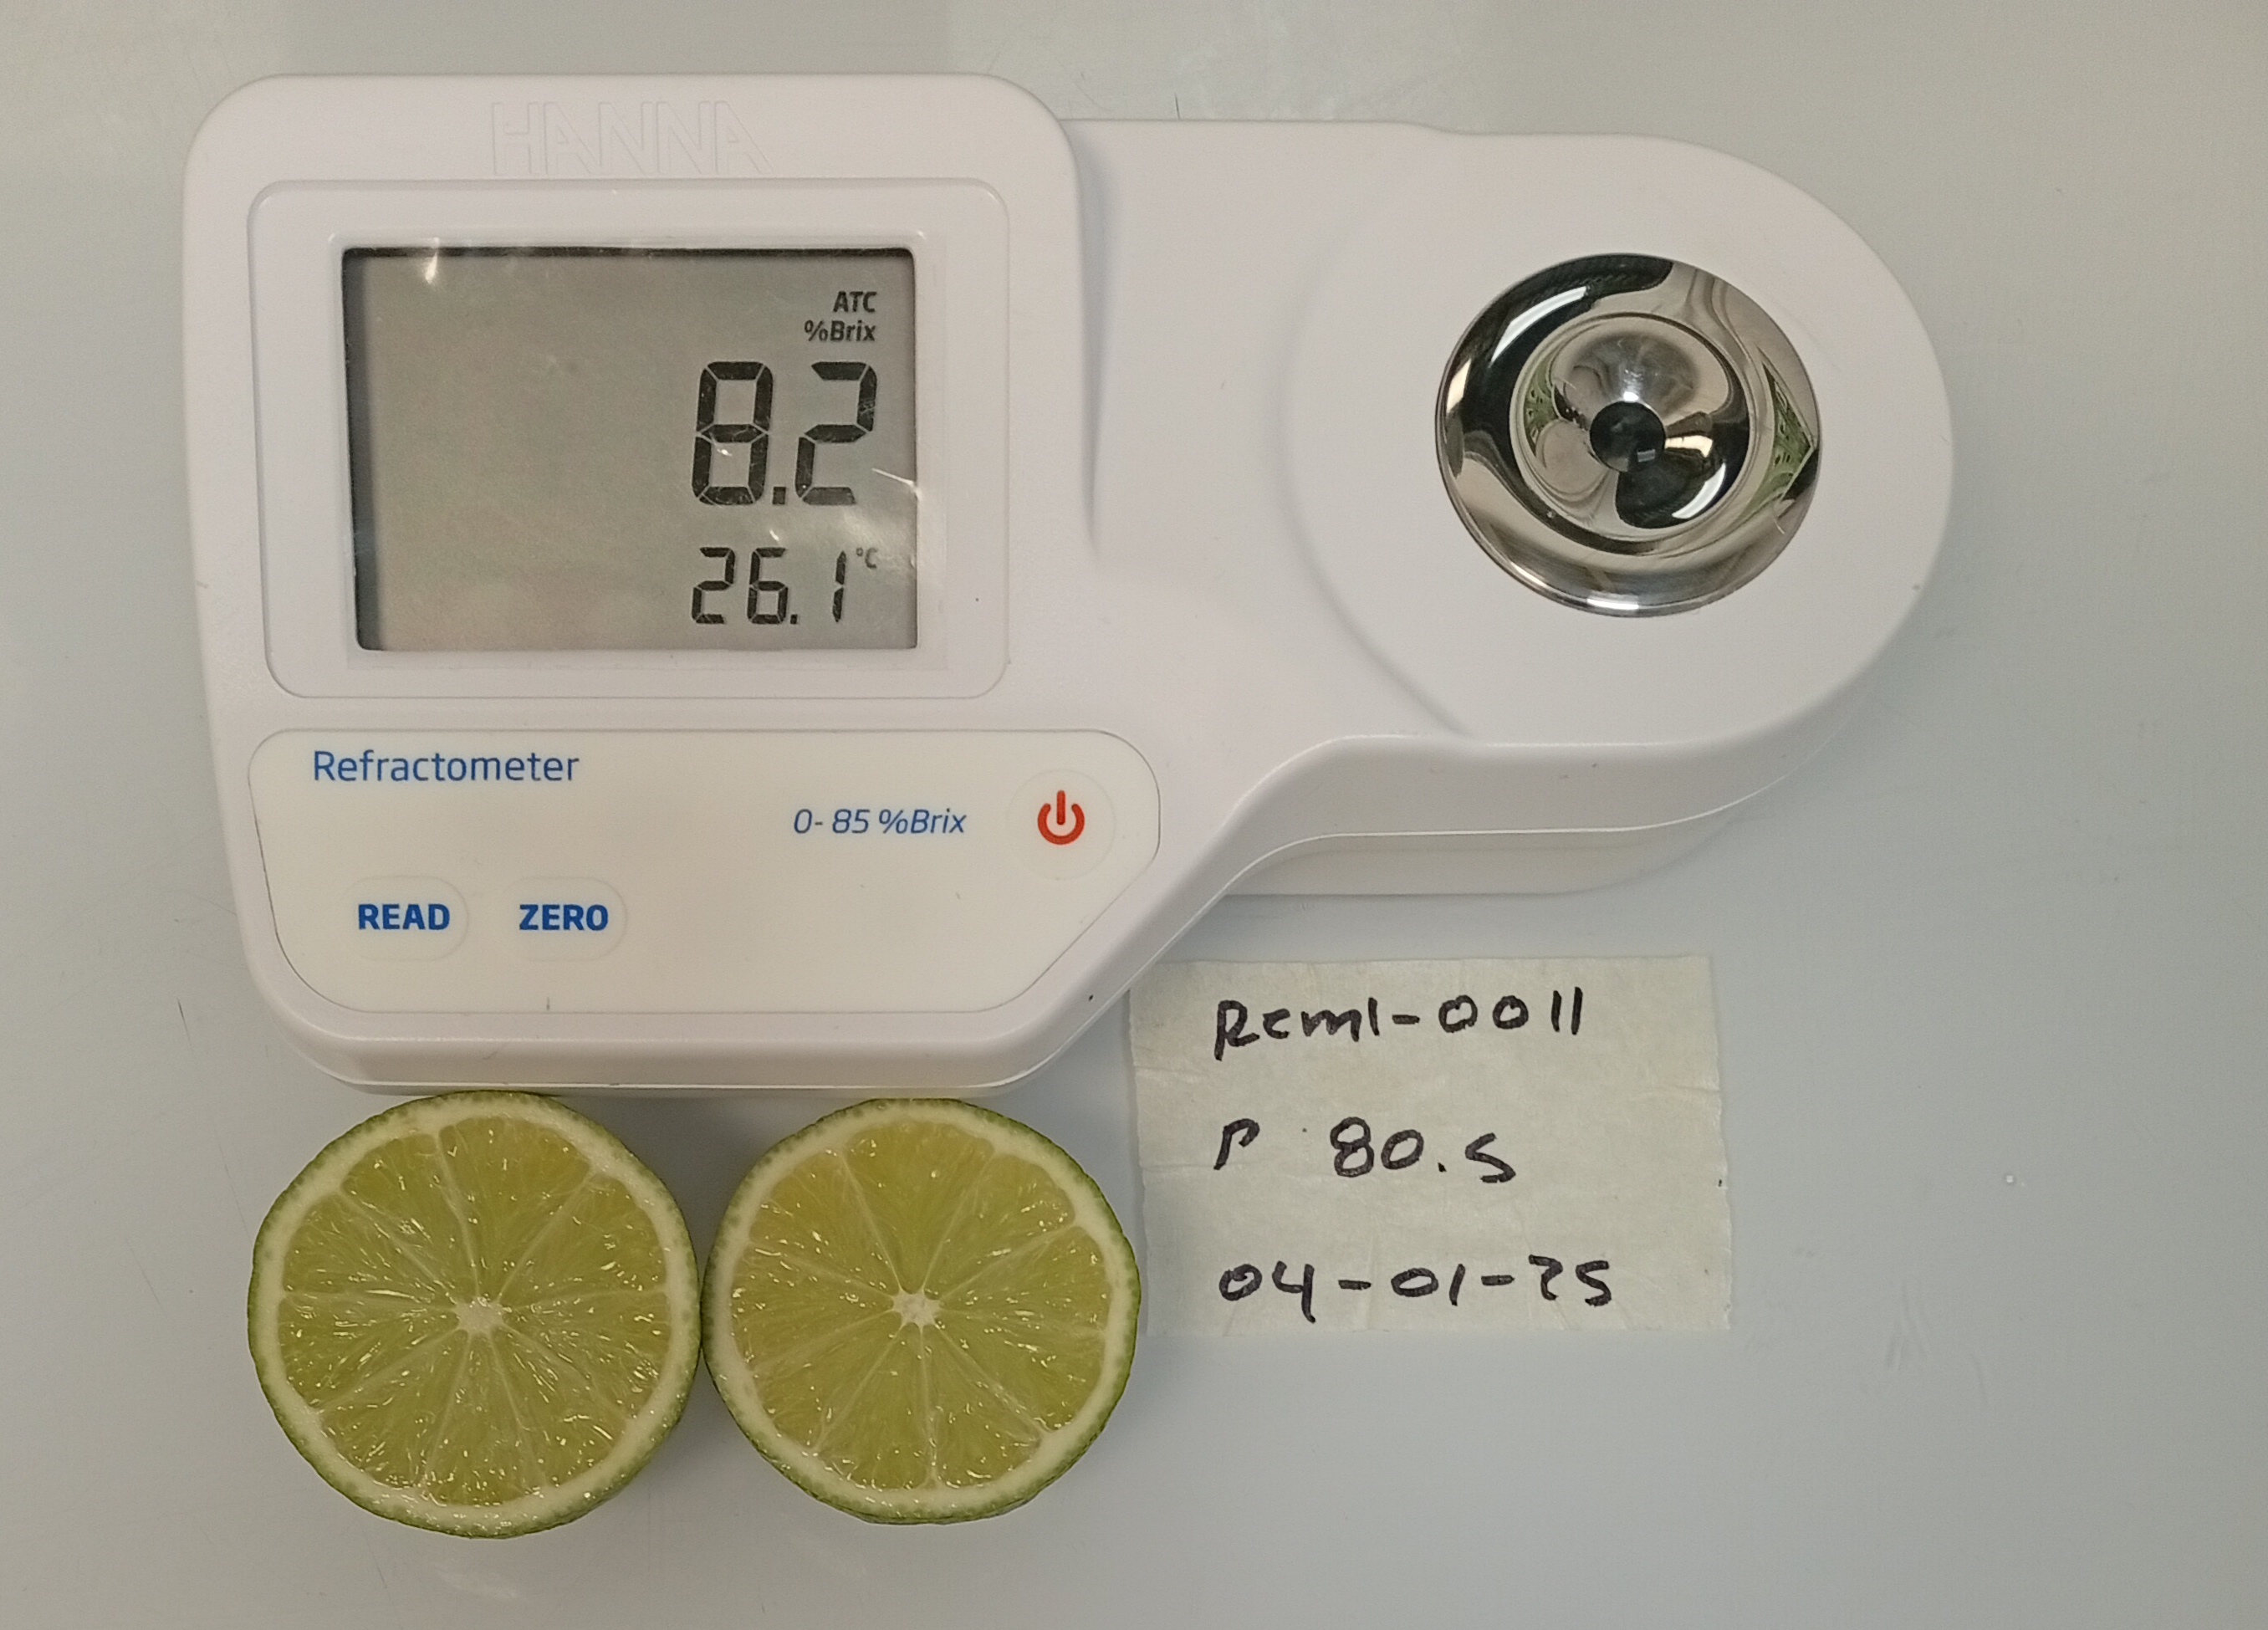 HANNA
ATC
%Brix
8.2
26.1 °C
Refractometer
0-85 %Brix
READ
ZERO
Rcml-0011
P 80.5
04-01-25